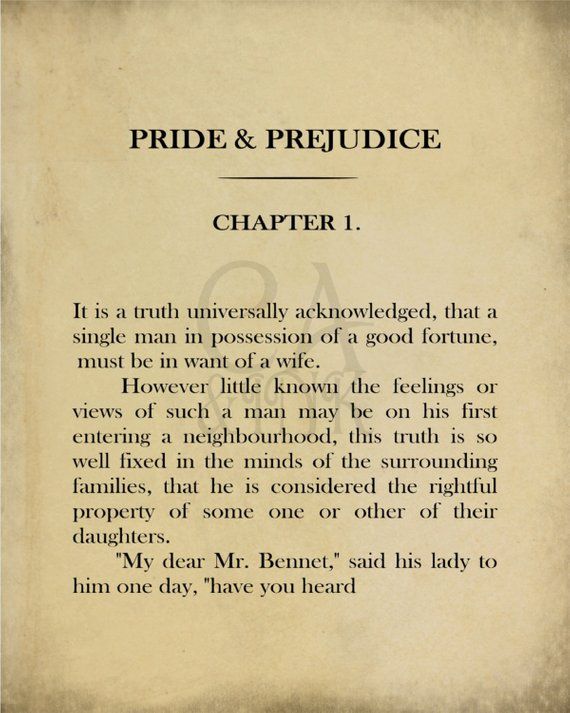 PRIDE & PREJUDICE
CHAPTER 1.
It is a truth universally acknowledged, that a
single man in possession of a good fortune,
must be in want of a wife.
However little known the feelings or
views of such a man may be on his first
entering a neighbourhood, this truth is so
well fixed in the minds of the surrounding
families, that he is considered the rightful
property of some one or other of their
daughters.
"My dear Mr. Bennet," said his lady to
him one day, "have you heard